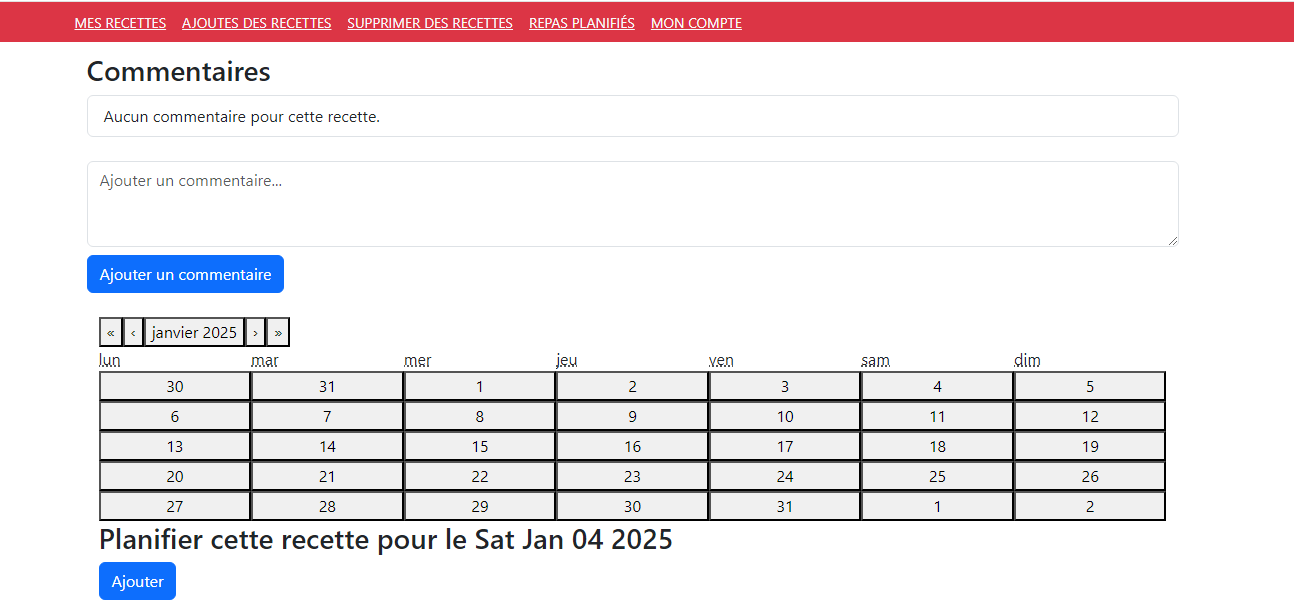 MES RECETTES AJOUTES DES RECETTES SUPPRIMER DES RECETTES REPAS PLANIFIÉS MON COMPTE
Commentaires
Aucun commentaire pour cette recette.
Ajouter un commentaire...
Ajouter un commentaire
« ‹ janvier 2025 › »
lun mar mer jeu ven sam dim
30 31 1 2 3 4 5
6 7 8 9 10 11 12
13 14 15 16 17 18 19
20 21 22 23 24 25 26
27 28 29 30 31 1 2
Planifier cette recette pour le Sat Jan 04 2025
Ajouter